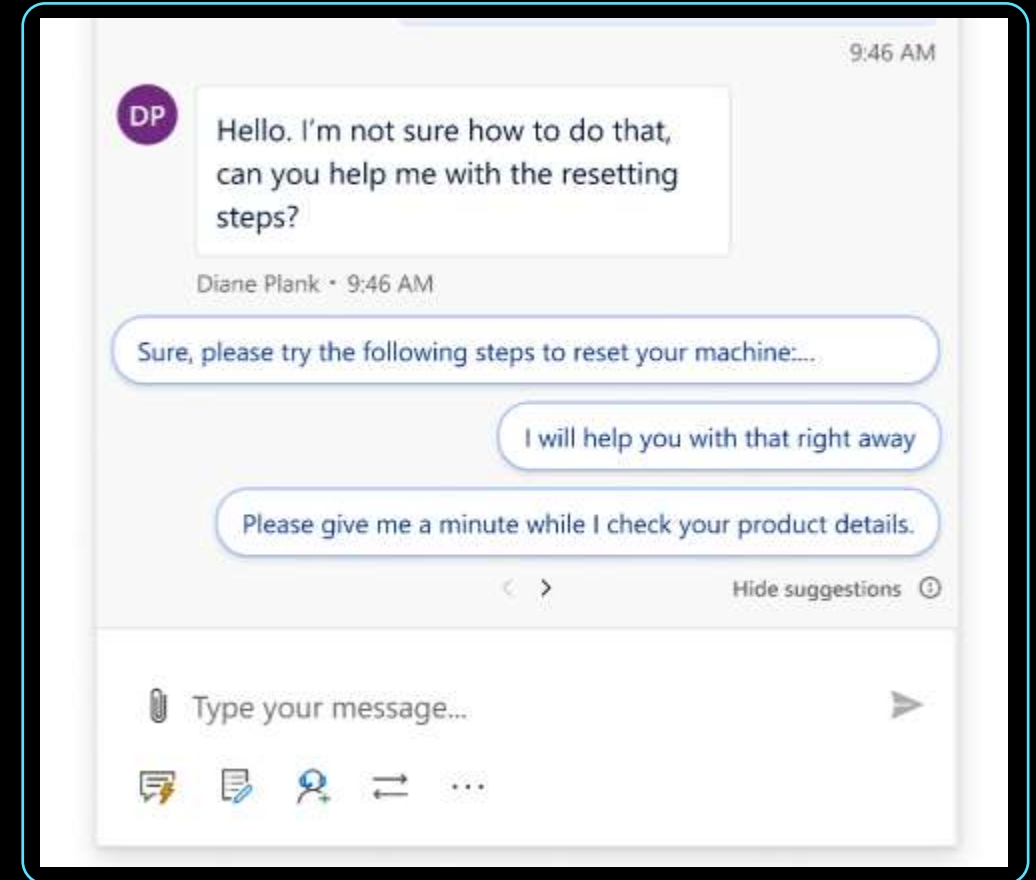 9:46 AM
DP
Hello. I'm not sure how to do that,
can you help me with the resetting
steps?
Diane Plank • 9:46 AM
Sure, please try the following steps to reset your machine:...
I will help you with that right away
Please give me a minute while I check your product details.
Hide suggestions
Type your message...